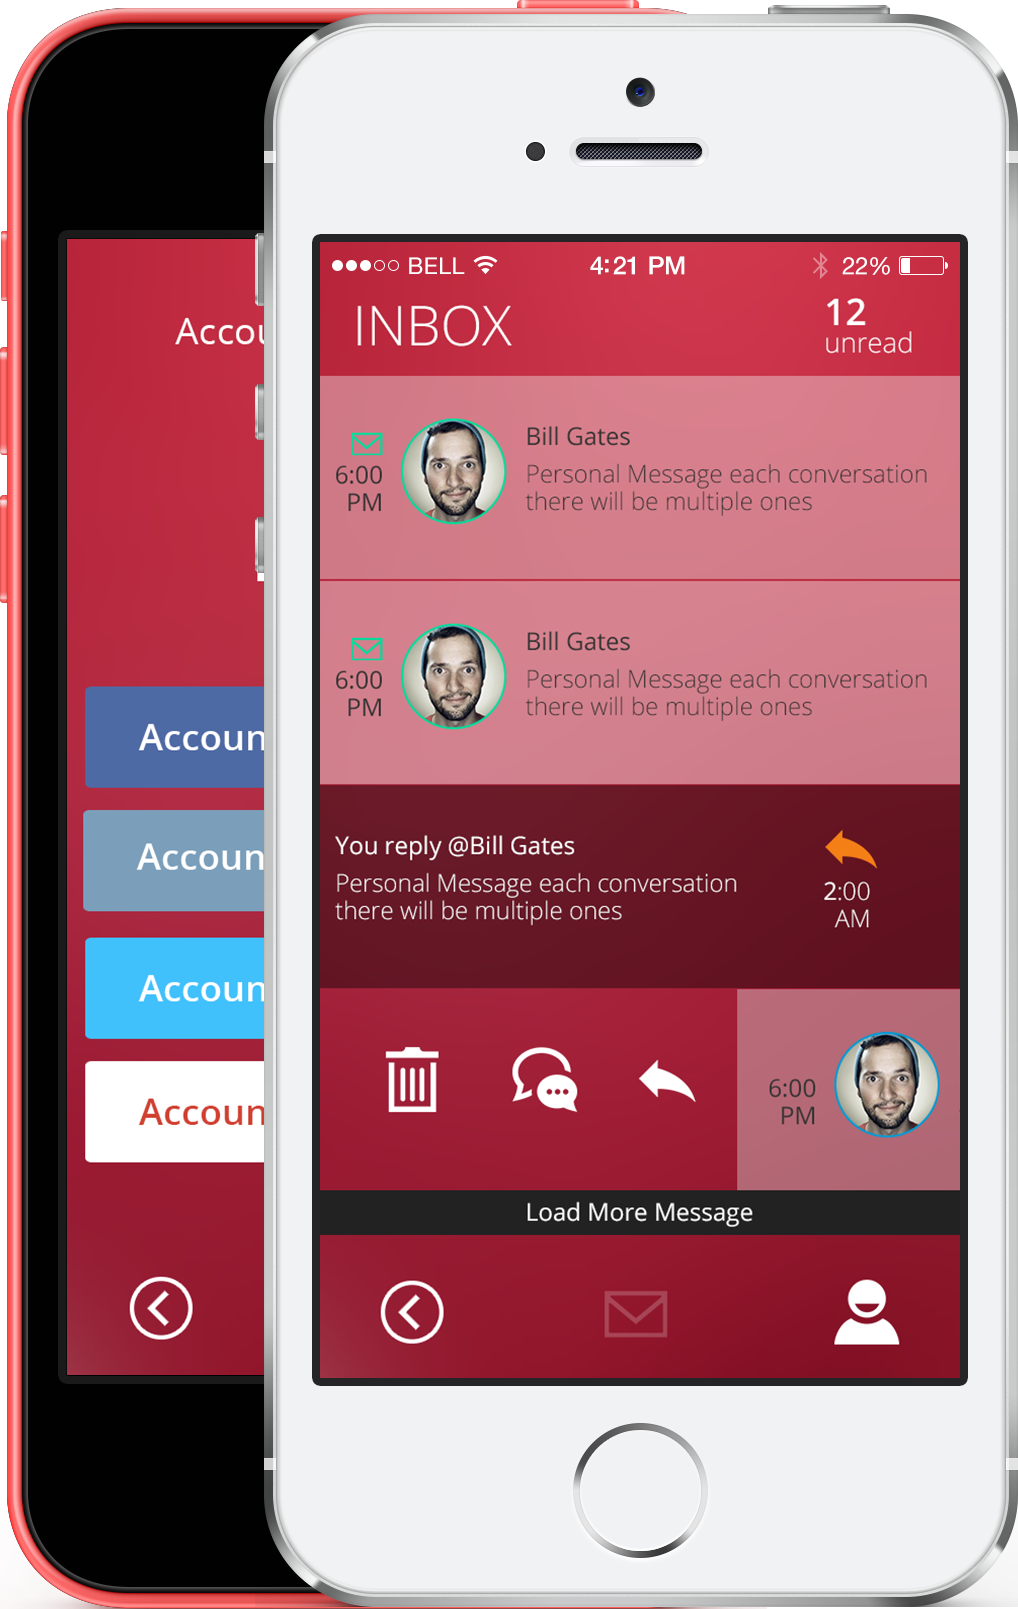 BELL
4:21 PM
22%
INBOX
12
unread
Bill Gates
Personal Message each conversation
there will be multiple ones
6:00
PM
Bill Gates
Personal Message each conversation
there will be multiple ones
6:00
PM
You reply @Bill Gates
Personal Message each conversation
there will be multiple ones
2:00
AM
6:00
PM
Load More Message
Accou
Accoun
Accoun
Accoun
Accoun